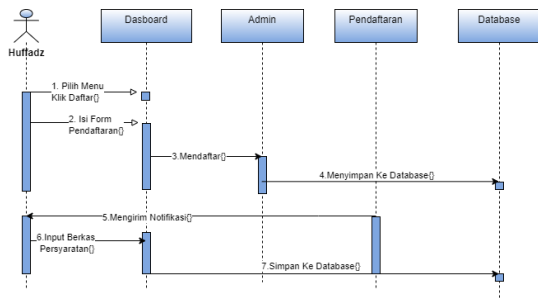 Dasboard
Admin
Pendaftaran
Database
Huffadz
1. Pilih Menu
Klik Daftar{}
2. Isi Form
Pendaftaran{}
3.Mendaftar{}
4.Menyimpan Ke Database{}
5.Mengirim Notifikasi{}
6.Input Berkas
Persyaratan{}
7.Simpan Ke Database{}